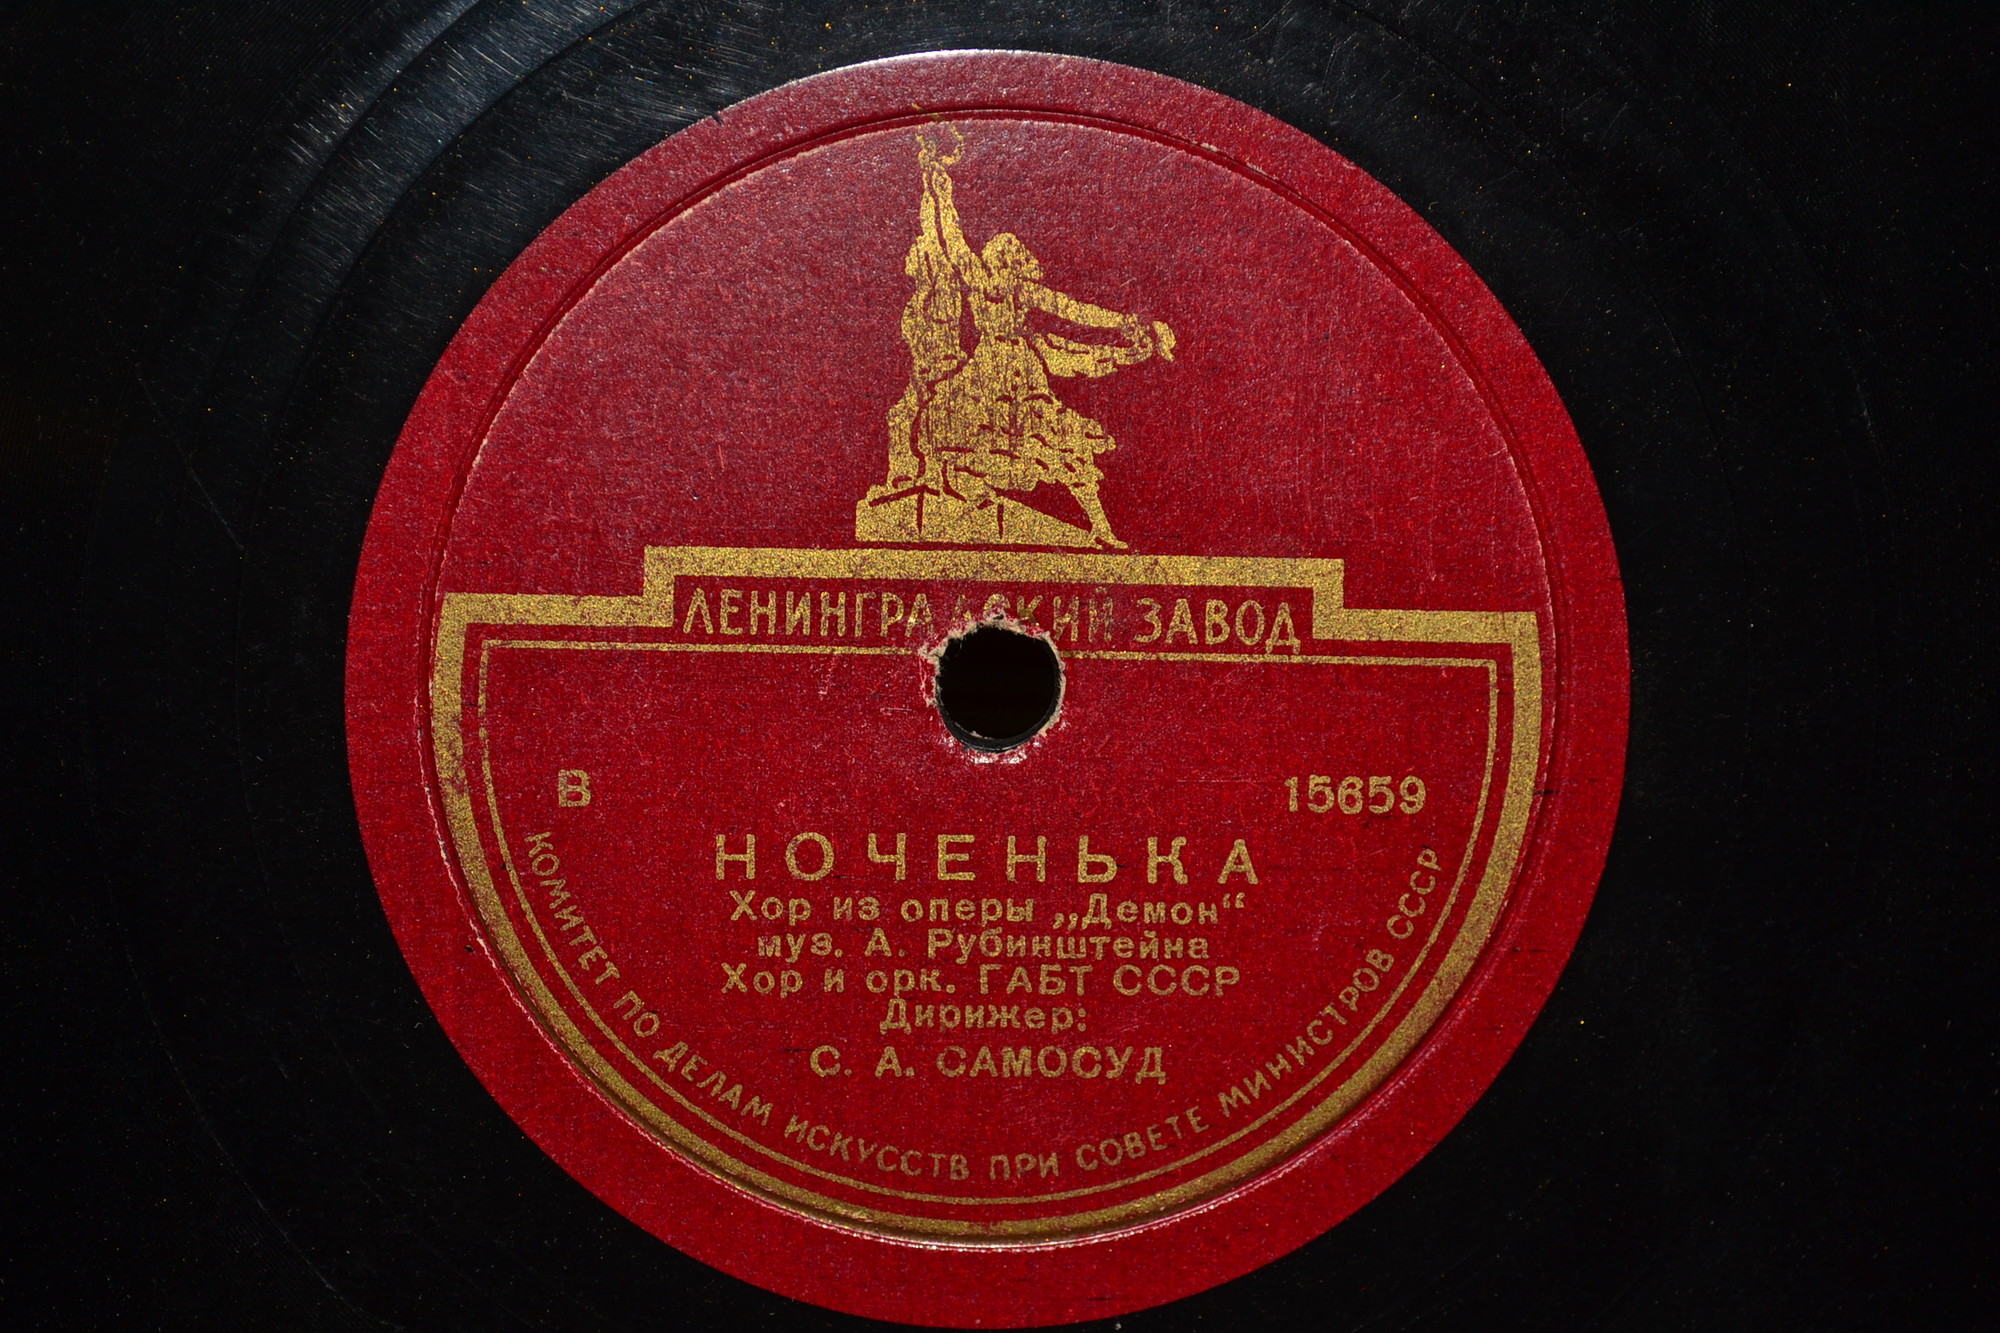 ЛЕНИНГРАДСКИЙ ЗАВОД
В 15659
НОЧЕНЬКА
Хор из оперы „Демон“
муз. А. Рубинштейна
Хор и орк. ГАБТ СССР
Дирижер:
С. А. САМОСУД
КОМИТЕТ ПО ДЕЛАМ ИСКУССТВ ПРИ СОВЕТЕ МИНИСТРОВ СССР